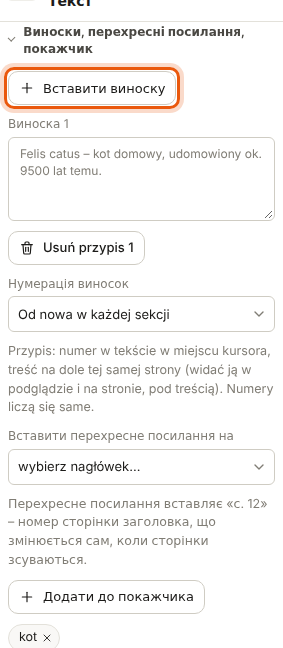 Текст
Виноски, перехресні посилання,
покажчик
Вставити виноску
Виноска 1
Felis catus – kot domowy, udomowiony ok.
9500 lat temu.
Usuń przypis 1
Нумерація виносок
Od nowa w każdej sekcji
Przypis: numer w tekście w miejscu kursora,
treść na dole tej samej strony (widać ją w
podglądzie i na stronie, pod treścią). Numery
liczą się same.
Вставити перехресне посилання на
wybierz nagłówek...
Перехресне посилання вставляє «с. 12»
– номер сторінки заголовка, що
змінюється сам, коли сторінки
зсуваються.
Додати до покажчика
kot ×